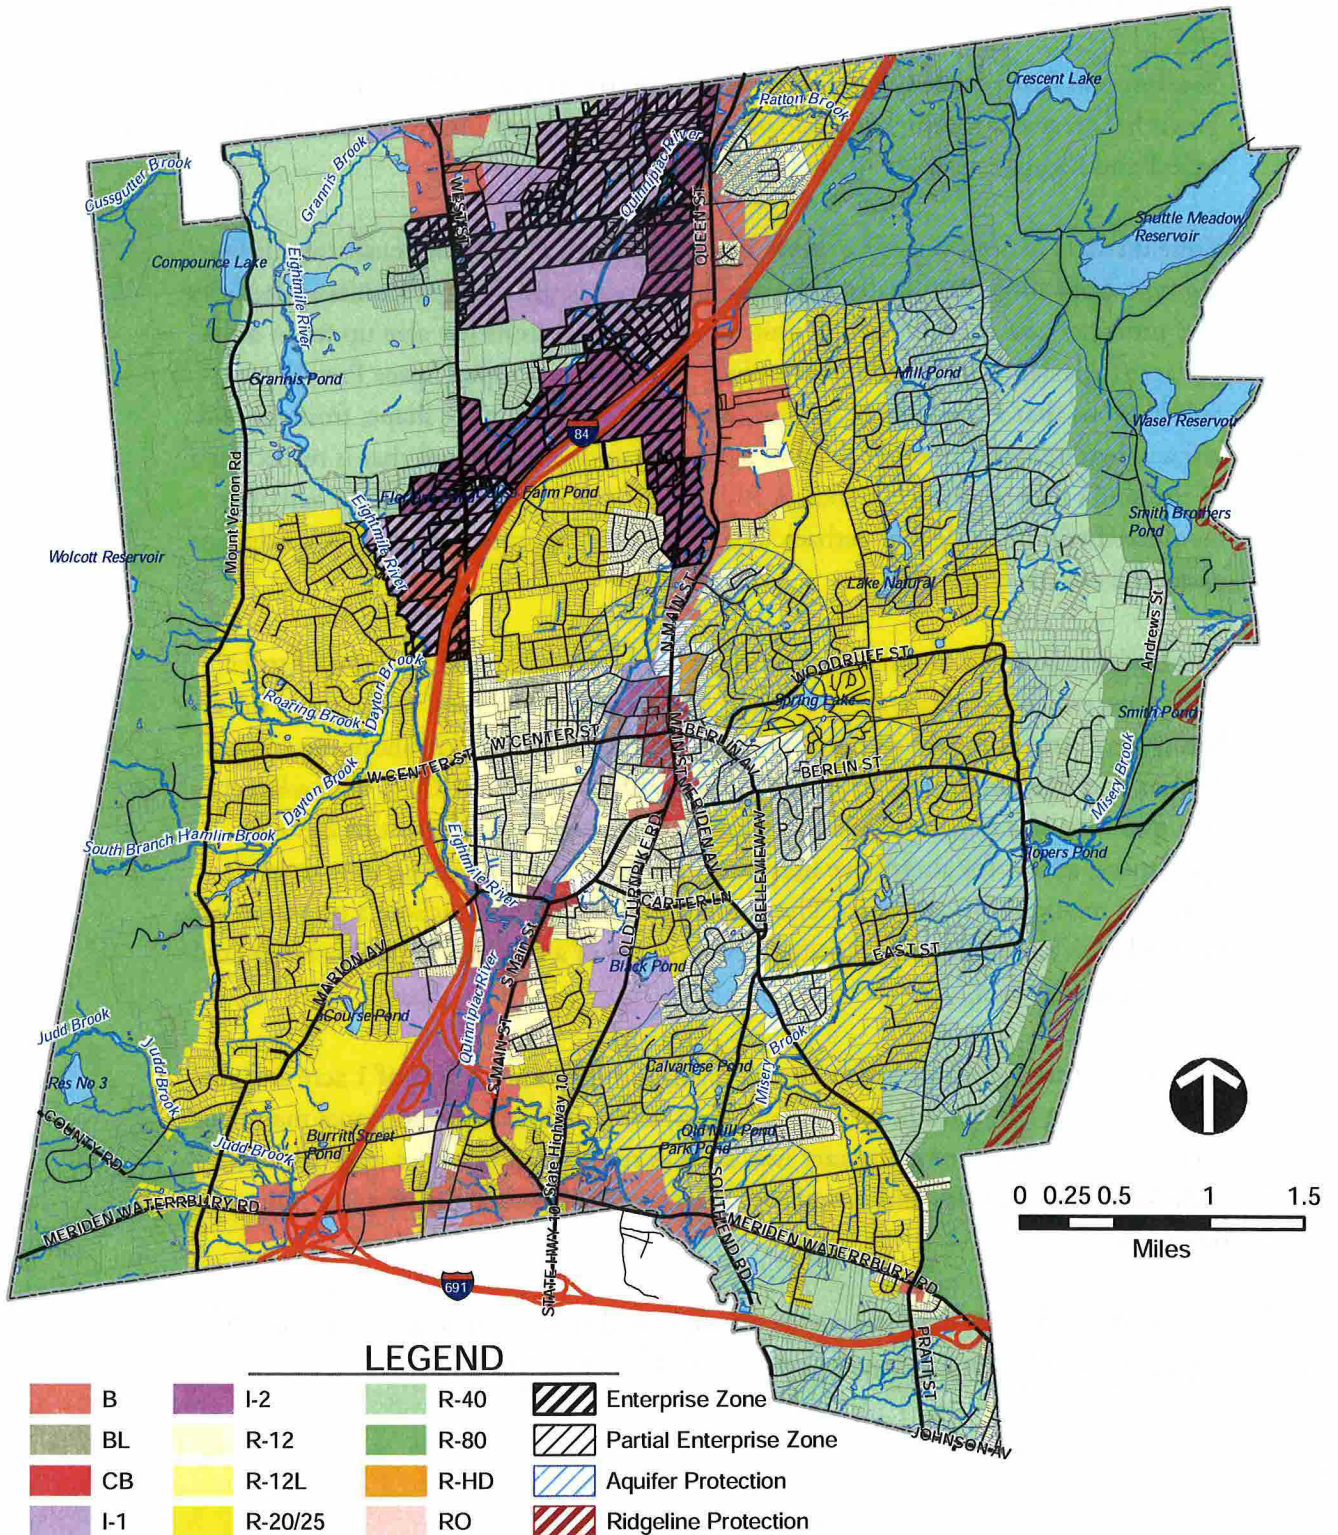 Crescent Lake
Patton Brook
Cussgutter Brook
Grannis Brook
Quinnipiac River
WEST ST
QUEEN ST
Shuttle Meadow
Reservoir
Compounce Lake
Eightmile River
Grannis Pond
Mill Pond
Wasel Reservoir
84
Mount Vernon Rd
Farm Pond
Eightmile River
Smith Brothers
Pond
Wolcott Reservoir
Lake Natural
N MAIN ST
Andrews St
WOODRUFF ST
Dayton Brook
Roaring Brook
Spring Lake
Smith Pond
W CENTER ST
MAIN ST
BERLIN AV
W CENTER ST
BERLIN ST
Misery Brook
Dayton Brook
MERIDEN AV
South Branch Hamlin Brook
OLD TURNPIKE RD
BELLEVIEW AV
Slopers Pond
Eightmile River
CARTER LN
S Main St
EAST ST
MARION AV
Black Pond
Quinnipiac River
LaCourse Pond
Judd Brook
Judd Brook
S MAIN ST
Misery Brook
Calvanese Pond
Res No 3
State Highway 10
COUNTY RD
Burritt Street
Pond
Old Mill Pond
Park Pond
Judd Brook
SOUTH END RD
MERIDEN WATERRBURY RD
MERIDEN WATERRBURY RD
STATE HWY 10
691
PRATT ST
JOHNSON AV
0 0.25 0.5 1 1.5
Miles
LEGEND
B I-2 R-40 Enterprise Zone
BL R-12 R-80 Partial Enterprise Zone
CB R-12L R-HD Aquifer Protection
I-1 R-20/25 RO Ridgeline Protection